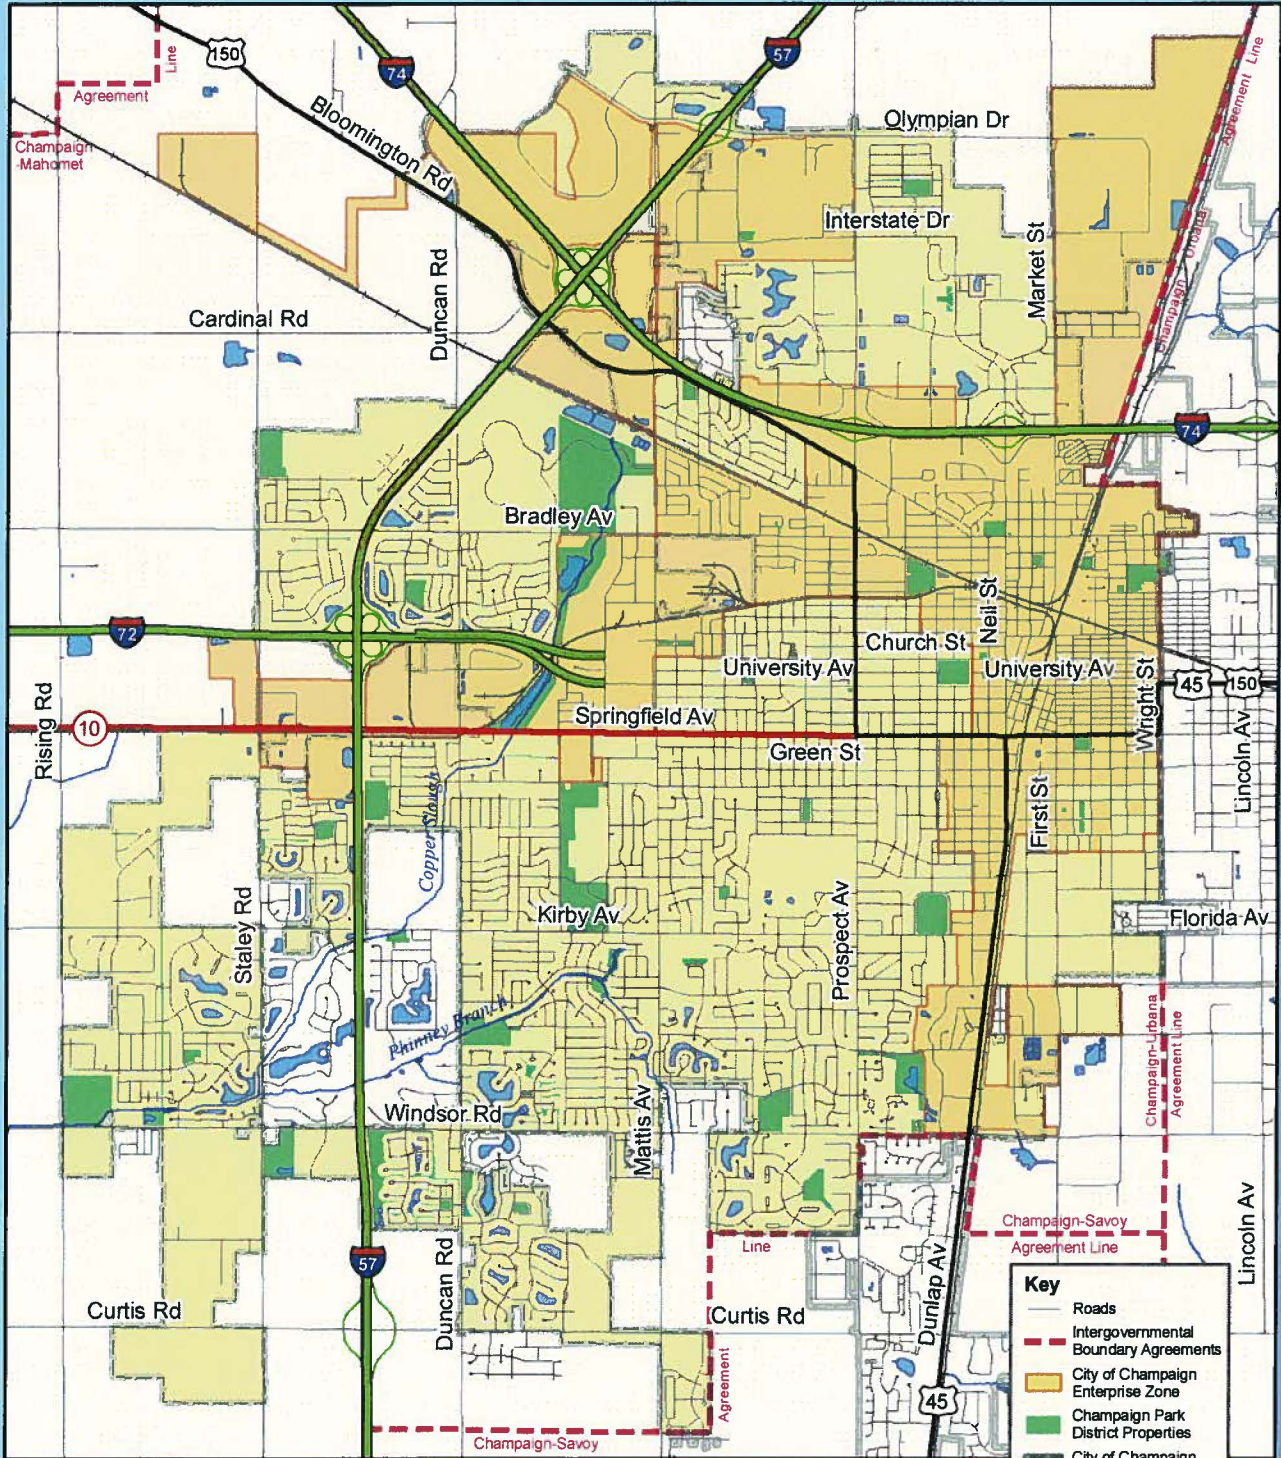 150
Line
Agreement
Champaign
-Mahomet
74
57
Bloomington Rd
Olympian Dr
Agreement Line
Interstate Dr
Market St
Champaign
Urbana
Duncan Rd
Cardinal Rd
74
Bradley Av
Neil St
72
Church St
University Av
University Av
Wright St
45
150
Rising Rd
10
Springfield Av
Green St
Lincoln Av
Copper Slough
First St
Staley Rd
Kirby Av
Prospect Av
Florida Av
Phinney Branch
Champaign-Urbana
Agreement Line
Windsor Rd
Mattis Av
Champaign-Savoy
Agreement Line
Line
57
Duncan Rd
Dunlap Av
Lincoln Av
Curtis Rd
Curtis Rd
Agreement
45
Champaign-Savoy
Key
Roads
Intergovernmental
Boundary Agreements
City of Champaign
Enterprise Zone
Champaign Park
District Properties
City of Champaign